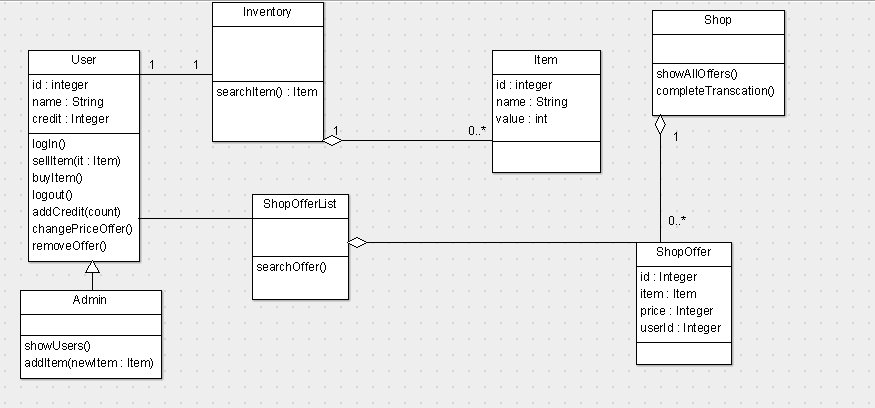 Inventory
searchItem() : Item
Shop
showAllOffers()
completeTranscation()
User
id : integer
name : String
credit : Integer
logIn()
sellItem(it : Item)
buyItem()
logout()
addCredit(count)
changePriceOffer()
removeOffer()
1
1
Item
id : integer
name : String
value : int
1
0..*
1
0..*
ShopOfferList
searchOffer()
ShopOffer
id : Integer
item : Item
price : Integer
userId : Integer
Admin
showUsers()
addItem(newItem : Item)